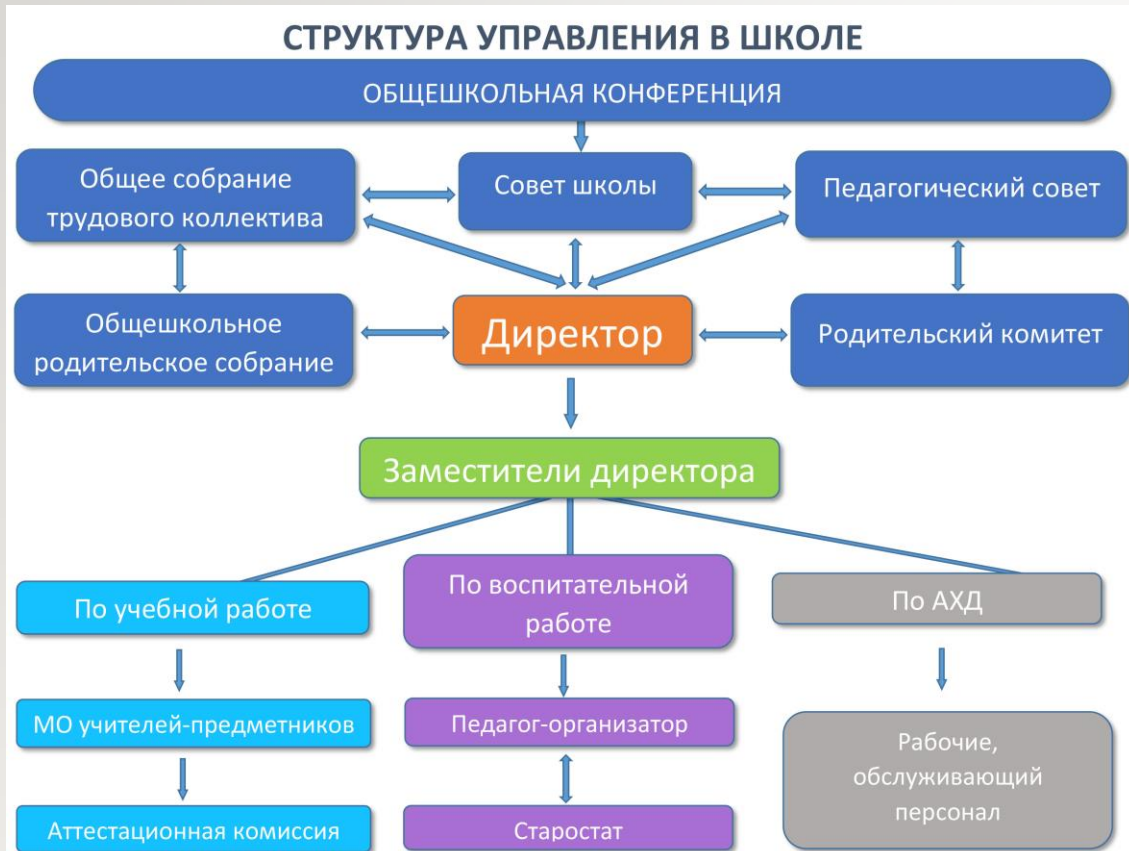 СТРУКТУРА УПРАВЛЕНИЯ В ШКОЛЕ
ОБЩЕШКОЛЬНАЯ КОНФЕРЕНЦИЯ
Общее собрание
трудового коллектива
Совет школы
Педагогический совет
Общешкольное
родительское собрание
Директор
Родительский комитет
Заместители директора
По учебной работе
По воспитательной
работе
По АХД
МО учителей-предметников
Педагог-организатор
Рабочие,
обслуживающий
персонал
Аттестационная комиссия
Старостат